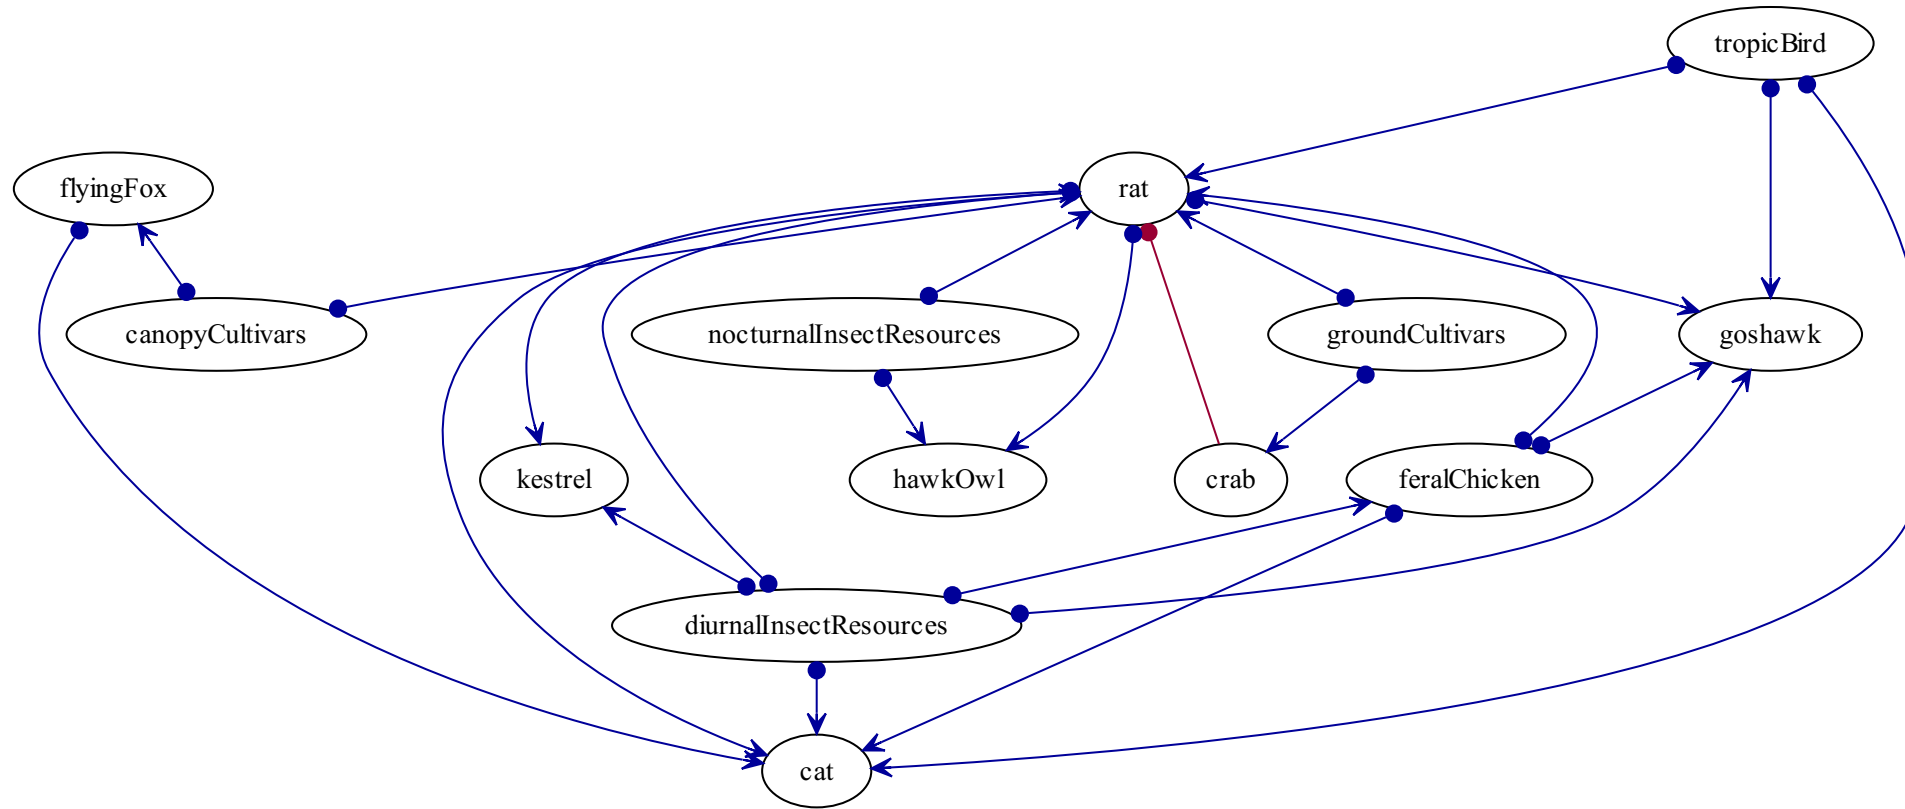 tropicBird
flyingFox
rat
canopyCultivars
nocturnalInsectResources
groundCultivars
goshawk
kestrel
hawkOwl
crab
feralChicken
diurnalInsectResources
cat